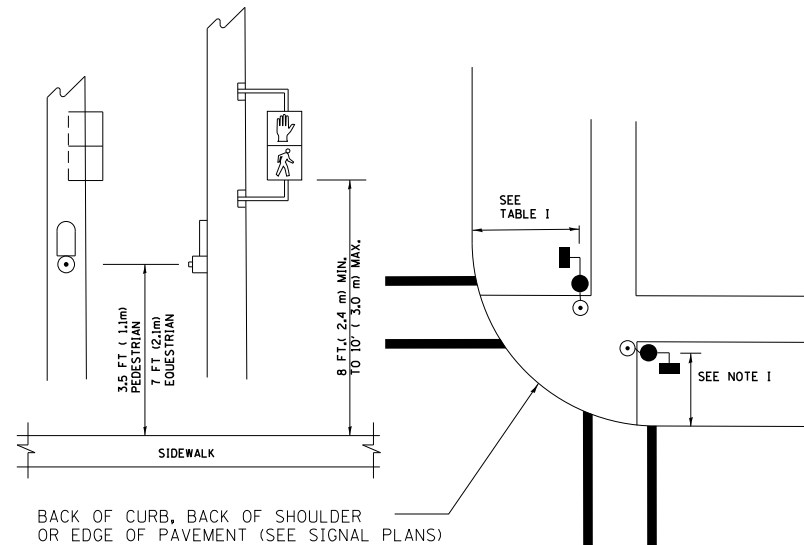 3.5 FT ( 1.1m)
PEDESTRIAN
7 FT (2.1m)
EQUESTRIAN
8 FT.( 2.4 m) MIN.
TO 10' ( 3.0 m) MAX.
SIDEWALK
SEE
TABLE I
SEE NOTE I
BACK OF CURB, BACK OF SHOULDER
OR EDGE OF PAVEMENT (SEE SIGNAL PLANS)